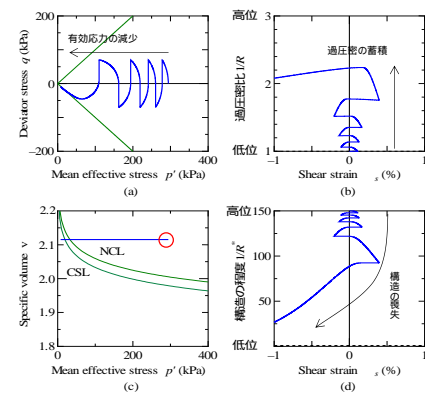 200
有効応力の減少
0
−200
0
200
400
Deviator stress q (kPa)
Mean effective stress p' (kPa)
(a)
高位
3
過圧密の蓄積
2
低位
1
−1
0
1
過圧密比 1/R
Shear strain s (%)
(b)
2.2
2.1
NCL
CSL
2.0
1.9
1.8
0
200
400
Specific volume v
Mean effective stress p' (kPa)
(c)
高位
150
100
構造の喪失
50
低位
−1
0
1
構造の程度 1/R*
Shear strain s (%)
(d)